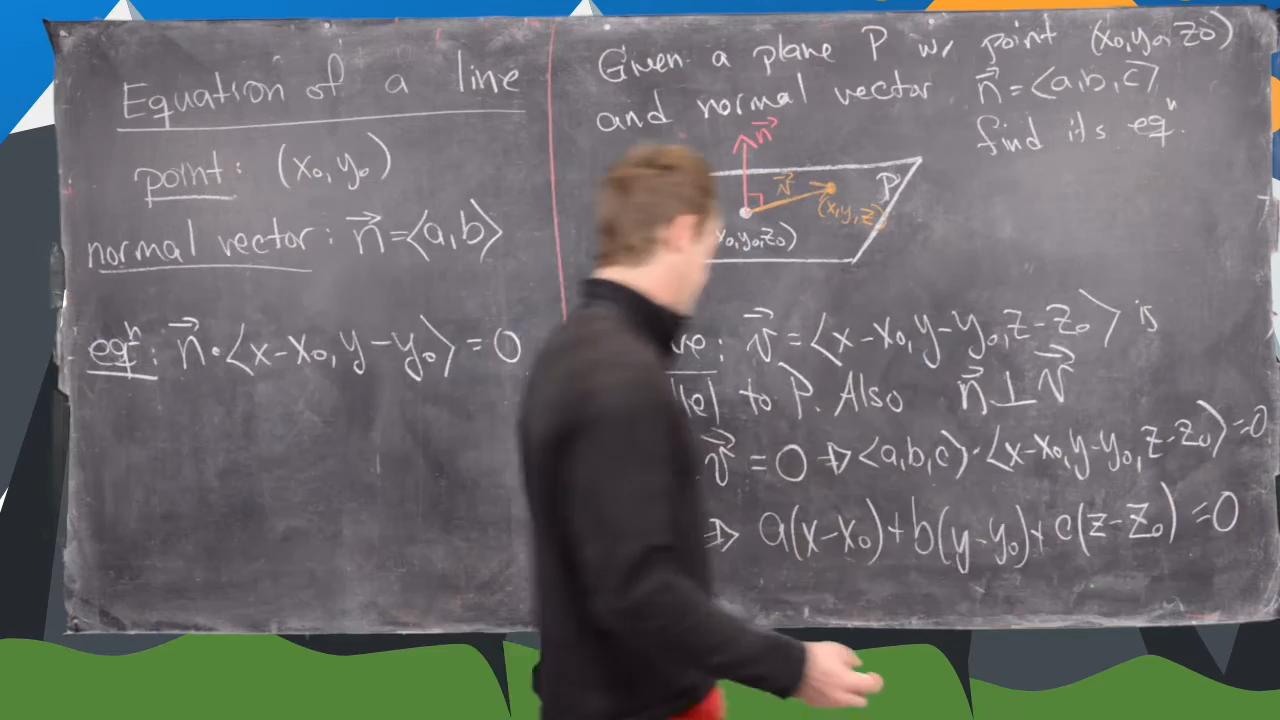 Equation of a line
point: (x₀, y₀)
normal vector: n⃗ = ⟨a, b⟩
eqⁿ: n⃗ · ⟨x-x₀, y-y₀⟩ = 0
Given a plane P w/ point (x₀, y₀, z₀)
and normal vector n⃗ = ⟨a, b, c⟩
find its eqⁿ.
n⃗
v⃗
P
(x, y, z)
x₀, y₀, z₀)
: v⃗ = ⟨x-x₀, y-y₀, z-z₀⟩ is
to P. Also n⃗ ⊥ v⃗
v⃗ = 0 ⇒ ⟨a, b, c⟩ · ⟨x-x₀, y-y₀, z-z₀⟩ = 0
⇒ a(x-x₀) + b(y-y₀) + c(z-z₀) = 0